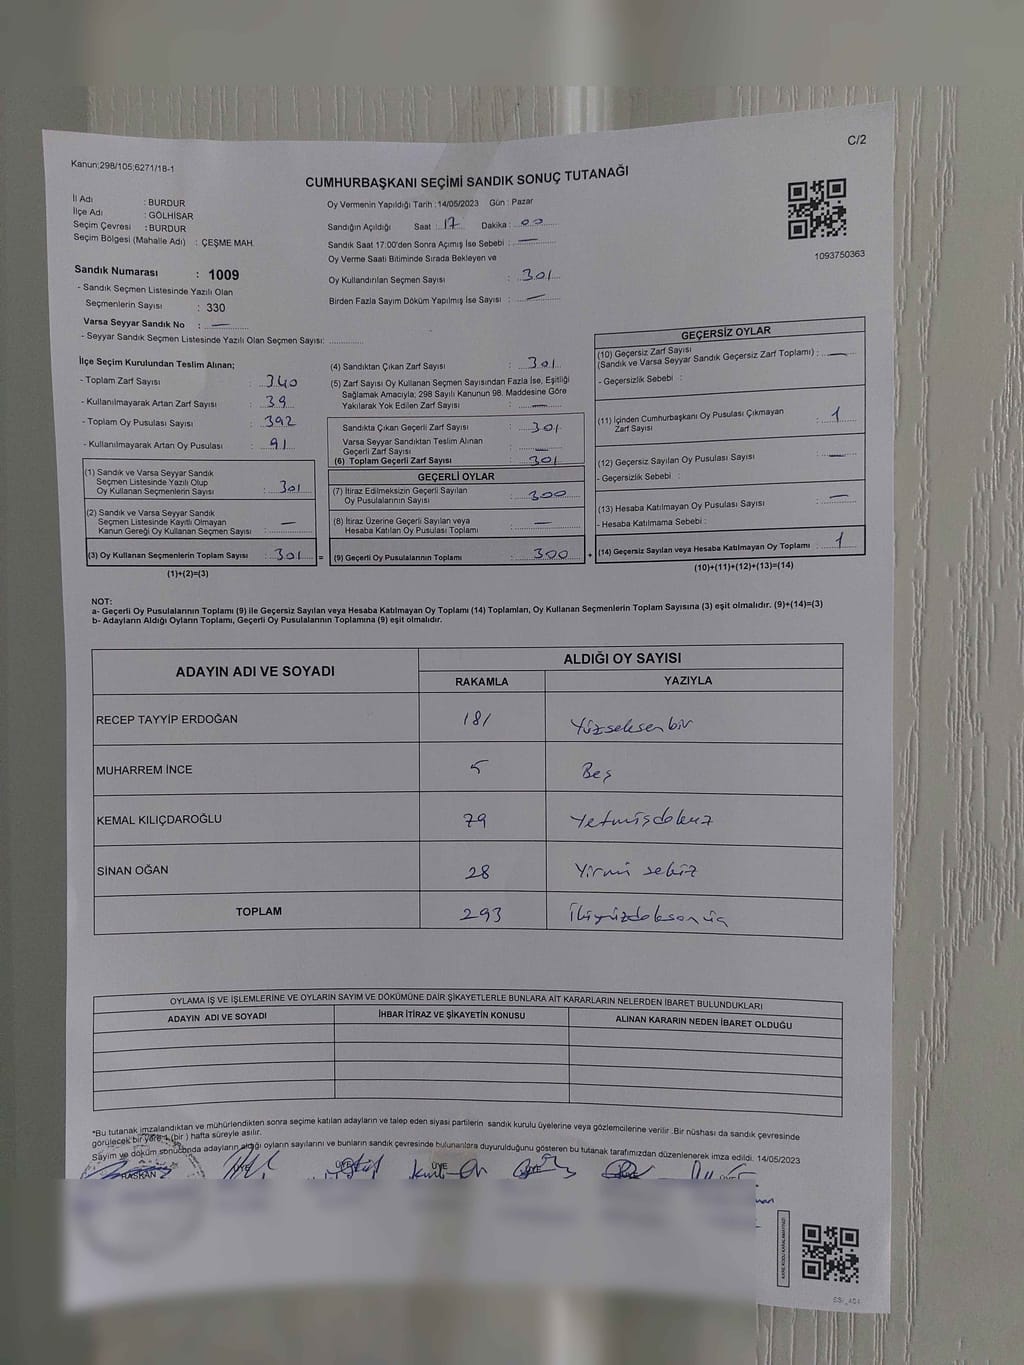 C/2
Kanun:298/105;6271/18-1
CUMHURBAŞKANI SEÇİMİ SANDIK SONUÇ TUTANAĞI
İl Adı : BURDUR
İlçe Adı : GÖLHİSAR
Seçim Çevresi : BURDUR
Seçim Bölgesi (Mahalle Adı) : ÇEŞME MAH.
Sandık Numarası : 1009
- Sandık Seçmen Listesinde Yazılı Olan
Seçmenlerin Sayısı : 330
Varsa Seyyar Sandık No : —
- Seyyar Sandık Seçmen Listesinde Yazılı Olan Seçmen Sayısı:
Oy Vermenin Yapıldığı Tarih :14/05/2023 Gün : Pazar
Sandığın Açıldığı Saat : 17 Dakika : 00
Sandık Saat 17:00'den Sonra Açımış İse Sebebi : —
Oy Verme Saati Bitiminde Sırada Bekleyen ve
Oy Kullandırılan Seçmen Sayısı : 301
Birden Fazla Sayım Döküm Yapılmış İse Sayısı : —
1093750363
İlçe Seçim Kurulundan Teslim Alınan;
- Toplam Zarf Sayısı : 340
- Kullanılmayarak Artan Zarf Sayısı : 39
- Toplam Oy Pusulası Sayısı : 392
- Kullanılmayarak Artan Oy Pusulası : 91
(1) Sandık ve Varsa Seyyar Sandık
Seçmen Listesinde Yazılı Olup
Oy Kullanan Seçmenlerin Sayısı : 301
(2) Sandık ve Varsa Seyyar Sandık
Seçmen Listesinde Kayıtlı Olmayan
Kanun Gereği Oy Kullanan Seçmen Sayısı : —
(3) Oy Kullanan Seçmenlerin Toplam Sayısı : 301 =
(1)+(2)=(3)
(4) Sandıktan Çıkan Zarf Sayısı : 301
(5) Zarf Sayısı Oy Kullanan Seçmen Sayısından Fazla İse, Eşitliği
Sağlamak Amacıyla; 298 Sayılı Kanunun 98. Maddesine Göre
Yakılarak Yok Edilen Zarf Sayısı : —
Sandıkta Çıkan Geçerli Zarf Sayısı : 301
Varsa Seyyar Sandıktan Teslim Alınan
Geçerli Zarf Sayısı : —
(6) Toplam Geçerli Zarf Sayısı : 301
GEÇERLİ OYLAR
(7) İtiraz Edilmeksizin Geçerli Sayılan
Oy Pusulalarının Sayısı : 300
(8) İtiraz Üzerine Geçerli Sayılan veya
Hesaba Katılan Oy Pusulası Toplamı : —
(9) Geçerli Oy Pusulalarının Toplamı : 300 +
GEÇERSİZ OYLAR
(10) Geçersiz Zarf Sayısı
(Sandık ve Varsa Seyyar Sandık Geçersiz Zarf Toplamı) : —
- Geçersizlik Sebebi :
(11) İçinden Cumhurbaşkanı Oy Pusulası Çıkmayan
Zarf Sayısı : 1
(12) Geçersiz Sayılan Oy Pusulası Sayısı : —
- Geçersizlik Sebebi :
(13) Hesaba Katılmayan Oy Pusulası Sayısı : —
- Hesaba Katılmama Sebebi :
(14) Geçersiz Sayılan veya Hesaba Katılmayan Oy Toplamı : 1
(10)+(11)+(12)+(13)=(14)
NOT:
a- Geçerli Oy Pusulalarının Toplamı (9) ile Geçersiz Sayılan veya Hesaba Katılmayan Oy Toplamı (14) Toplamları, Oy Kullanan Seçmenlerin Toplam Sayısına (3) eşit olmalıdır. (9)+(14)=(3)
b- Adayların Aldığı Oyların Toplamı, Geçerli Oy Pusulalarının Toplamına (9) eşit olmalıdır.
ADAYIN ADI VE SOYADI ALDIĞI OY SAYISI
RAKAMLA YAZIYLA
RECEP TAYYİP ERDOĞAN 181 Yüzseksenbir
MUHARREM İNCE 5 Beş
KEMAL KILIÇDAROĞLU 79 Yetmişdokuz
SİNAN OĞAN 28 Yirmi sekiz
TOPLAM 293 İkiyüzdoksanüç
OYLAMA İŞ VE İŞLEMLERİNE VE OYLARIN SAYIM VE DÖKÜMÜNE DAİR ŞİKAYETLERLE BUNLARA AİT KARARLARIN NELERDEN İBARET BULUNDUKLARI
ADAYIN ADI VE SOYADI İHBAR İTİRAZ VE ŞİKAYETİN KONUSU ALINAN KARARIN NEDEN İBARET OLDUĞU
*Bu tutanak imzalandıktan ve mühürlendikten sonra seçime katılan adayların ve talep eden siyasi partilerin sandık kurulu üyelerine veya gözlemcilerine verilir .Bir nüshası da sandık çevresinde
görülecek bir yere 1 (bir ) hafta süreyle asılır.
Sayım ve döküm sonucunda adayların aldığı oyların sayılarını ve bunların sandık çevresinde bulunanlara duyurulduğunu gösteren bu tutanak tarafımızdan düzenlenerek imza edildi. 14/05/2023
BAŞKAN ÜYE ÜYE ÜYE